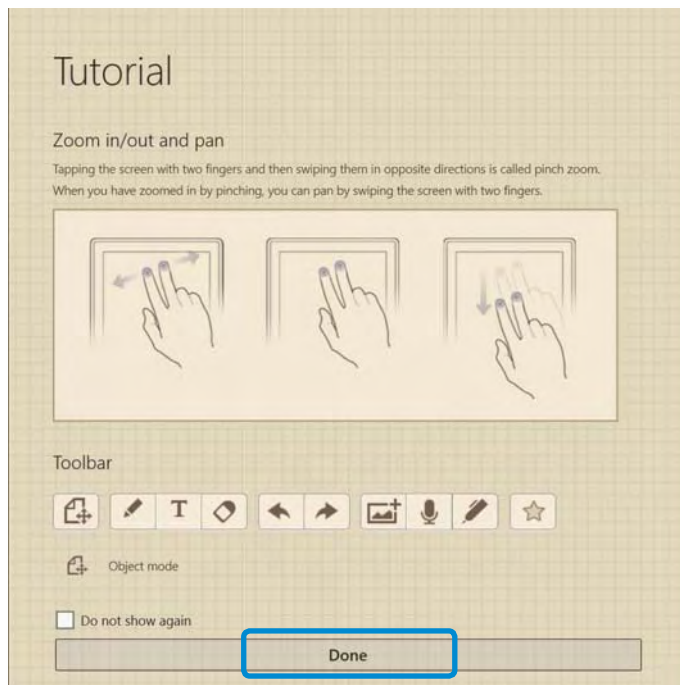 Tutorial
Zoom in/out and pan
Tapping the screen with two fingers and then swiping them in opposite directions is called pinch zoom.
When you have zoomed in by pinching, you can pan by swiping the screen with two fingers.
Toolbar
T
Object mode
Do not show again
Done